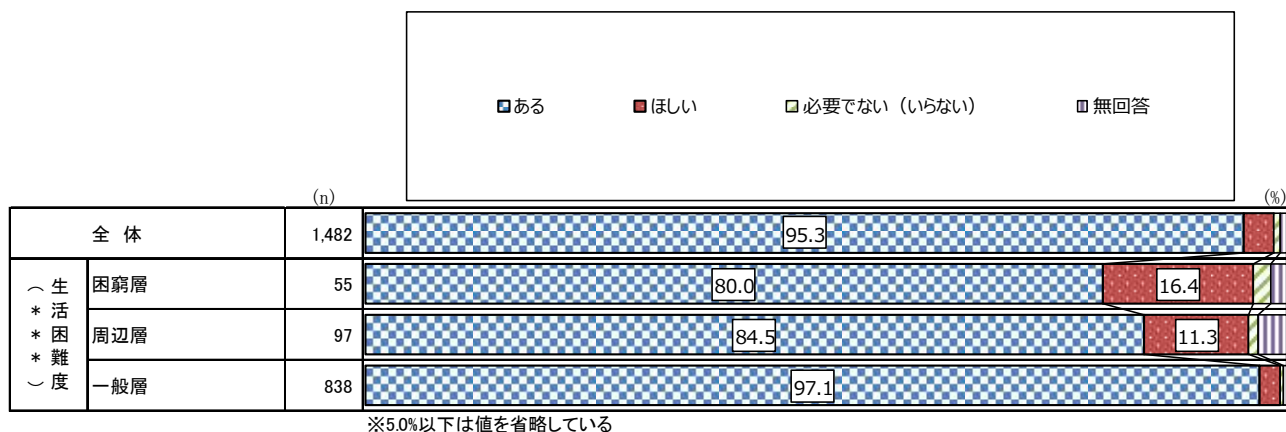 ある ほしい 必要でない（いらない） 無回答
(n) (%)
全 体 1,482 95.3
生活困難度（***）
困窮層 55 80.0 16.4
周辺層 97 84.5 11.3
一般層 838 97.1
※5.0%以下は値を省略している